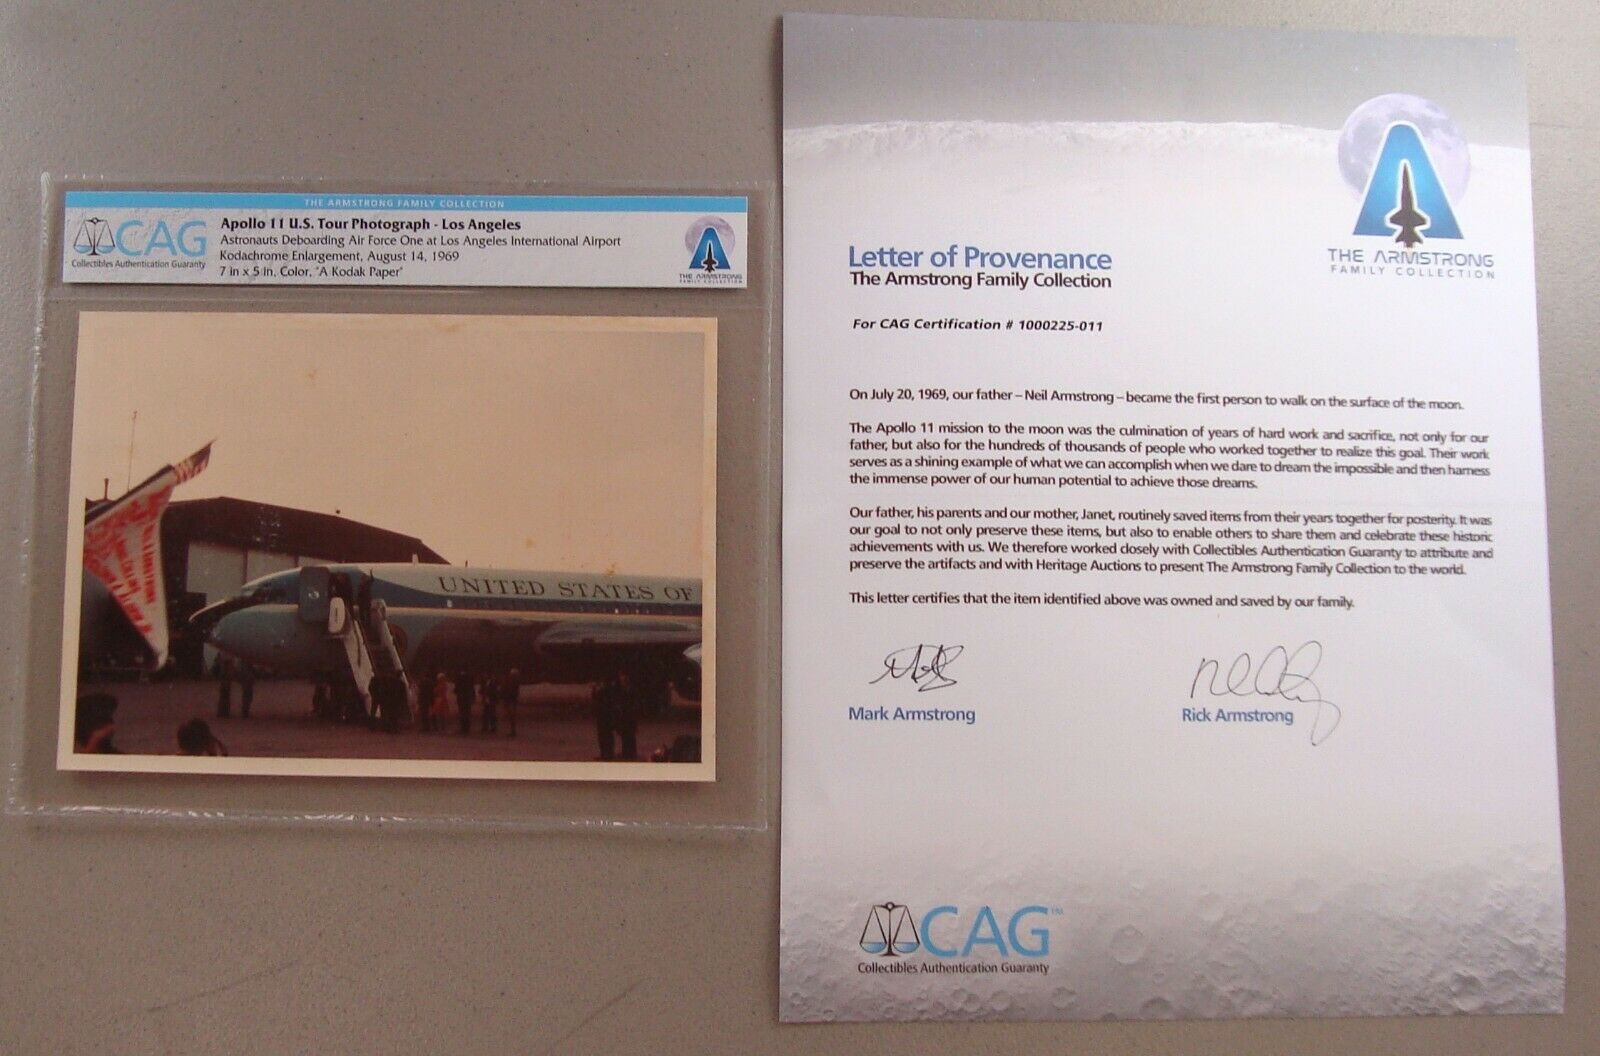 THE ARMSTRONG FAMILY COLLECTION
CAG
Collectibles Authentication Guaranty
Apollo 11 U.S. Tour Photograph - Los Angeles
Astronauts Deboarding Air Force One at Los Angeles International Airport
Kodachrome Enlargement, August 14, 1969
7 in x 5 in, Color, "A Kodak Paper"
THE ARMSTRONG
FAMILY COLLECTION
UNITED STATES OF
THE ARMSTRONG
FAMILY COLLECTION
Letter of Provenance
The Armstrong Family Collection
For CAG Certification # 1000225-011
On July 20, 1969, our father – Neil Armstrong – became the first person to walk on the surface of the moon.
The Apollo 11 mission to the moon was the culmination of years of hard work and sacrifice, not only for our
father, but also for the hundreds of thousands of people who worked together to realize this goal. Their work
serves as a shining example of what we can accomplish when we dare to dream the impossible and then harness
the immense power of our human potential to achieve those dreams.
Our father, his parents and our mother, Janet, routinely saved items from their years together for posterity. It was
our goal to not only preserve these items, but also to enable others to share them and celebrate these historic
achievements with us. We therefore worked closely with Collectibles Authentication Guaranty to attribute and
preserve the artifacts and with Heritage Auctions to present The Armstrong Family Collection to the world.
This letter certifies that the item identified above was owned and saved by our family.
Mark Armstrong
Rick Armstrong
CAG™
Collectibles Authentication Guaranty